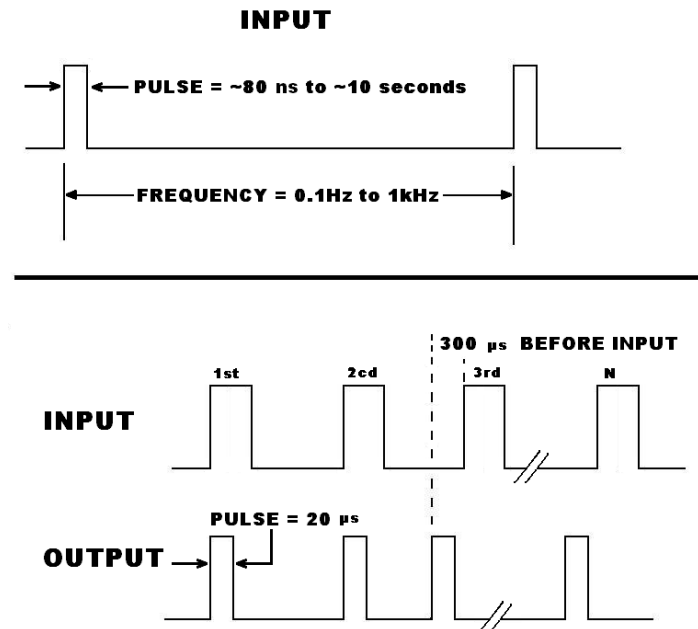 INPUT
PULSE = ~80 ns to ~10 seconds
FREQUENCY = 0.1Hz to 1kHz
300 µs BEFORE INPUT
1st 2cd 3rd N
INPUT
PULSE = 20 µs
OUTPUT